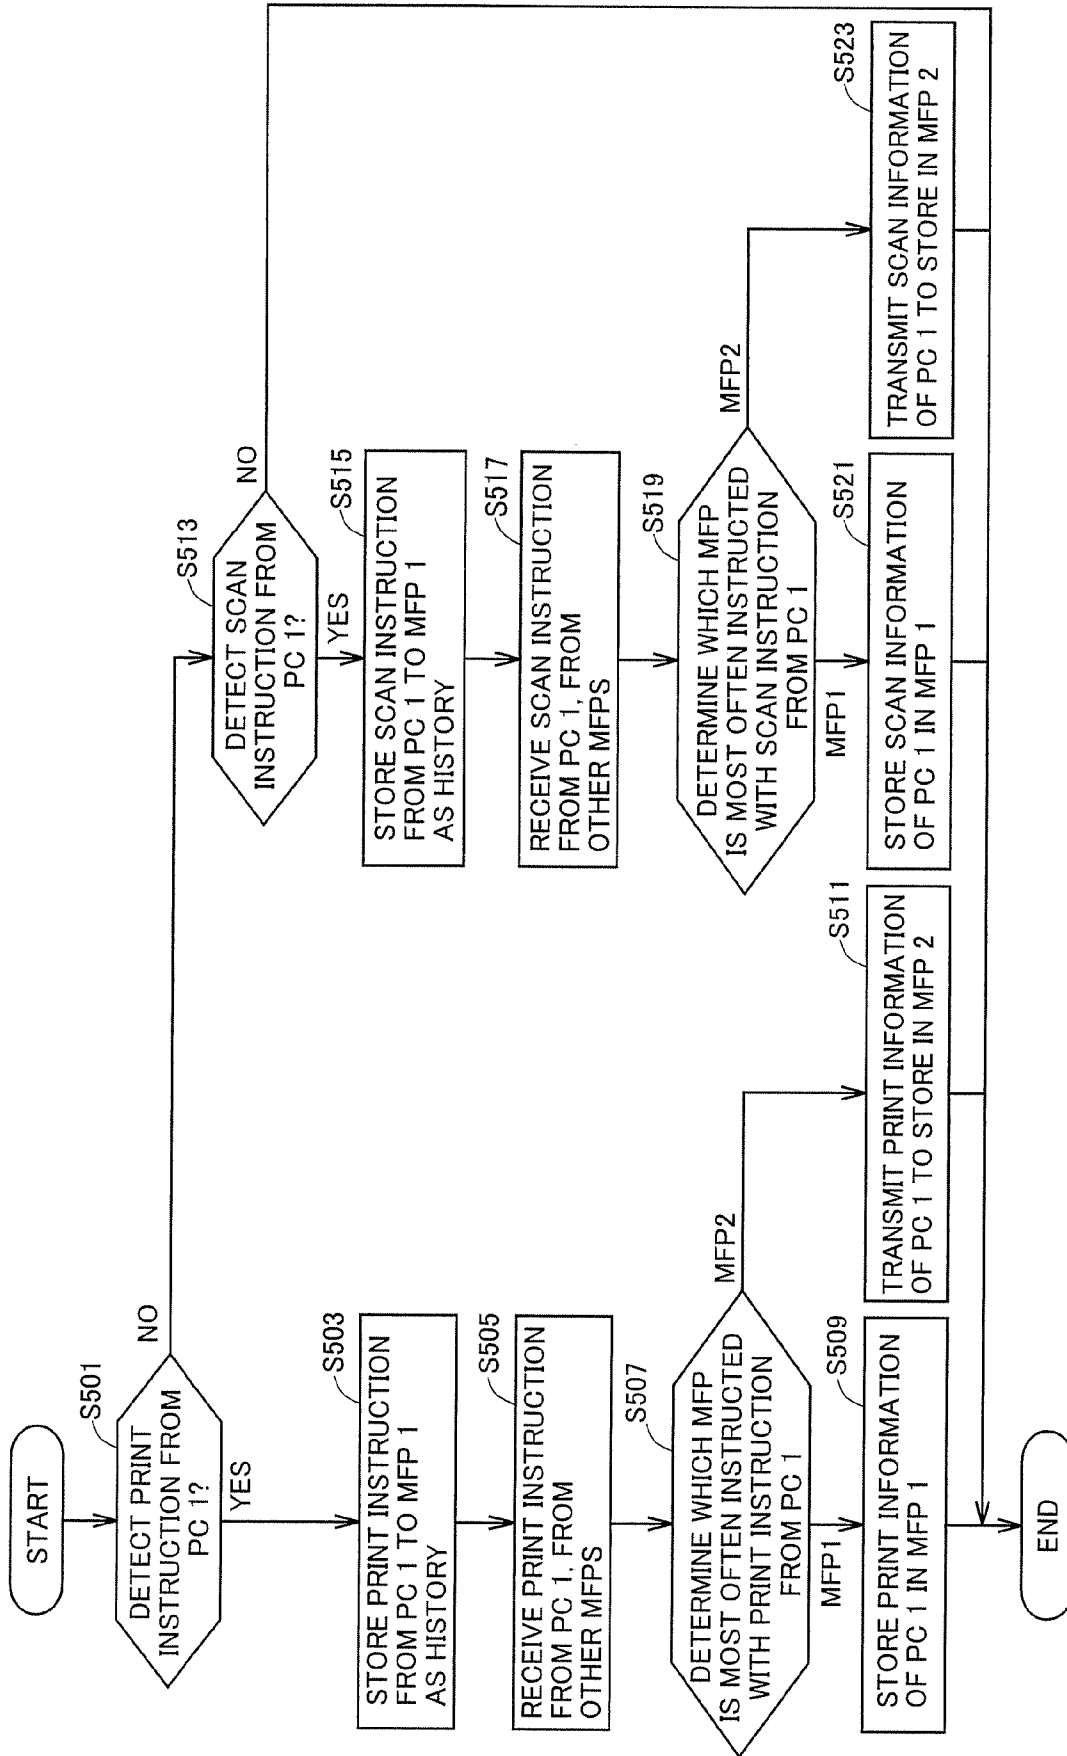 START
S501
DETECT PRINT
INSTRUCTION FROM
PC 1?
NO
YES
S503
STORE PRINT INSTRUCTION
FROM PC 1 TO MFP 1
AS HISTORY
S505
RECEIVE PRINT INSTRUCTION
FROM PC 1, FROM
OTHER MFPS
S507
DETERMINE WHICH MFP
IS MOST OFTEN INSTRUCTED
WITH PRINT INSTRUCTION
FROM PC 1
MFP2
MFP1
S509
STORE PRINT INFORMATION
OF PC 1 IN MFP 1
S511
TRANSMIT PRINT INFORMATION
OF PC 1 TO STORE IN MFP 2
S513
DETECT SCAN
INSTRUCTION FROM
PC 1?
NO
YES
S515
STORE SCAN INSTRUCTION
FROM PC 1 TO MFP 1
AS HISTORY
S517
RECEIVE SCAN INSTRUCTION
FROM PC 1, FROM
OTHER MFPS
S519
DETERMINE WHICH MFP
IS MOST OFTEN INSTRUCTED
WITH SCAN INSTRUCTION
FROM PC 1
MFP2
MFP1
S521
STORE SCAN INFORMATION
OF PC 1 IN MFP 1
S523
TRANSMIT SCAN INFORMATION
OF PC 1 TO STORE IN MFP 2
END